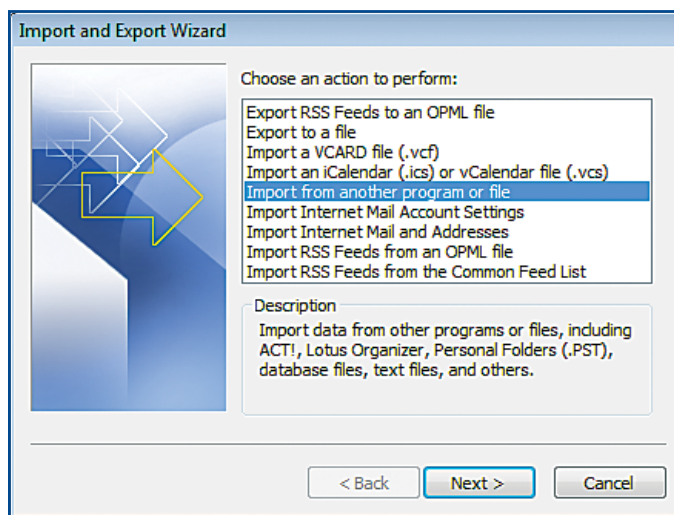 Import and Export Wizard
Choose an action to perform:
Export RSS Feeds to an OPML file
Export to a file
Import a VCARD file (.vcf)
Import an iCalendar (.ics) or vCalendar file (.vcs)
Import from another program or file
Import Internet Mail Account Settings
Import Internet Mail and Addresses
Import RSS Feeds from an OPML file
Import RSS Feeds from the Common Feed List
Description
Import data from other programs or files, including
ACT!, Lotus Organizer, Personal Folders (.PST),
database files, text files, and others.
< Back Next > Cancel